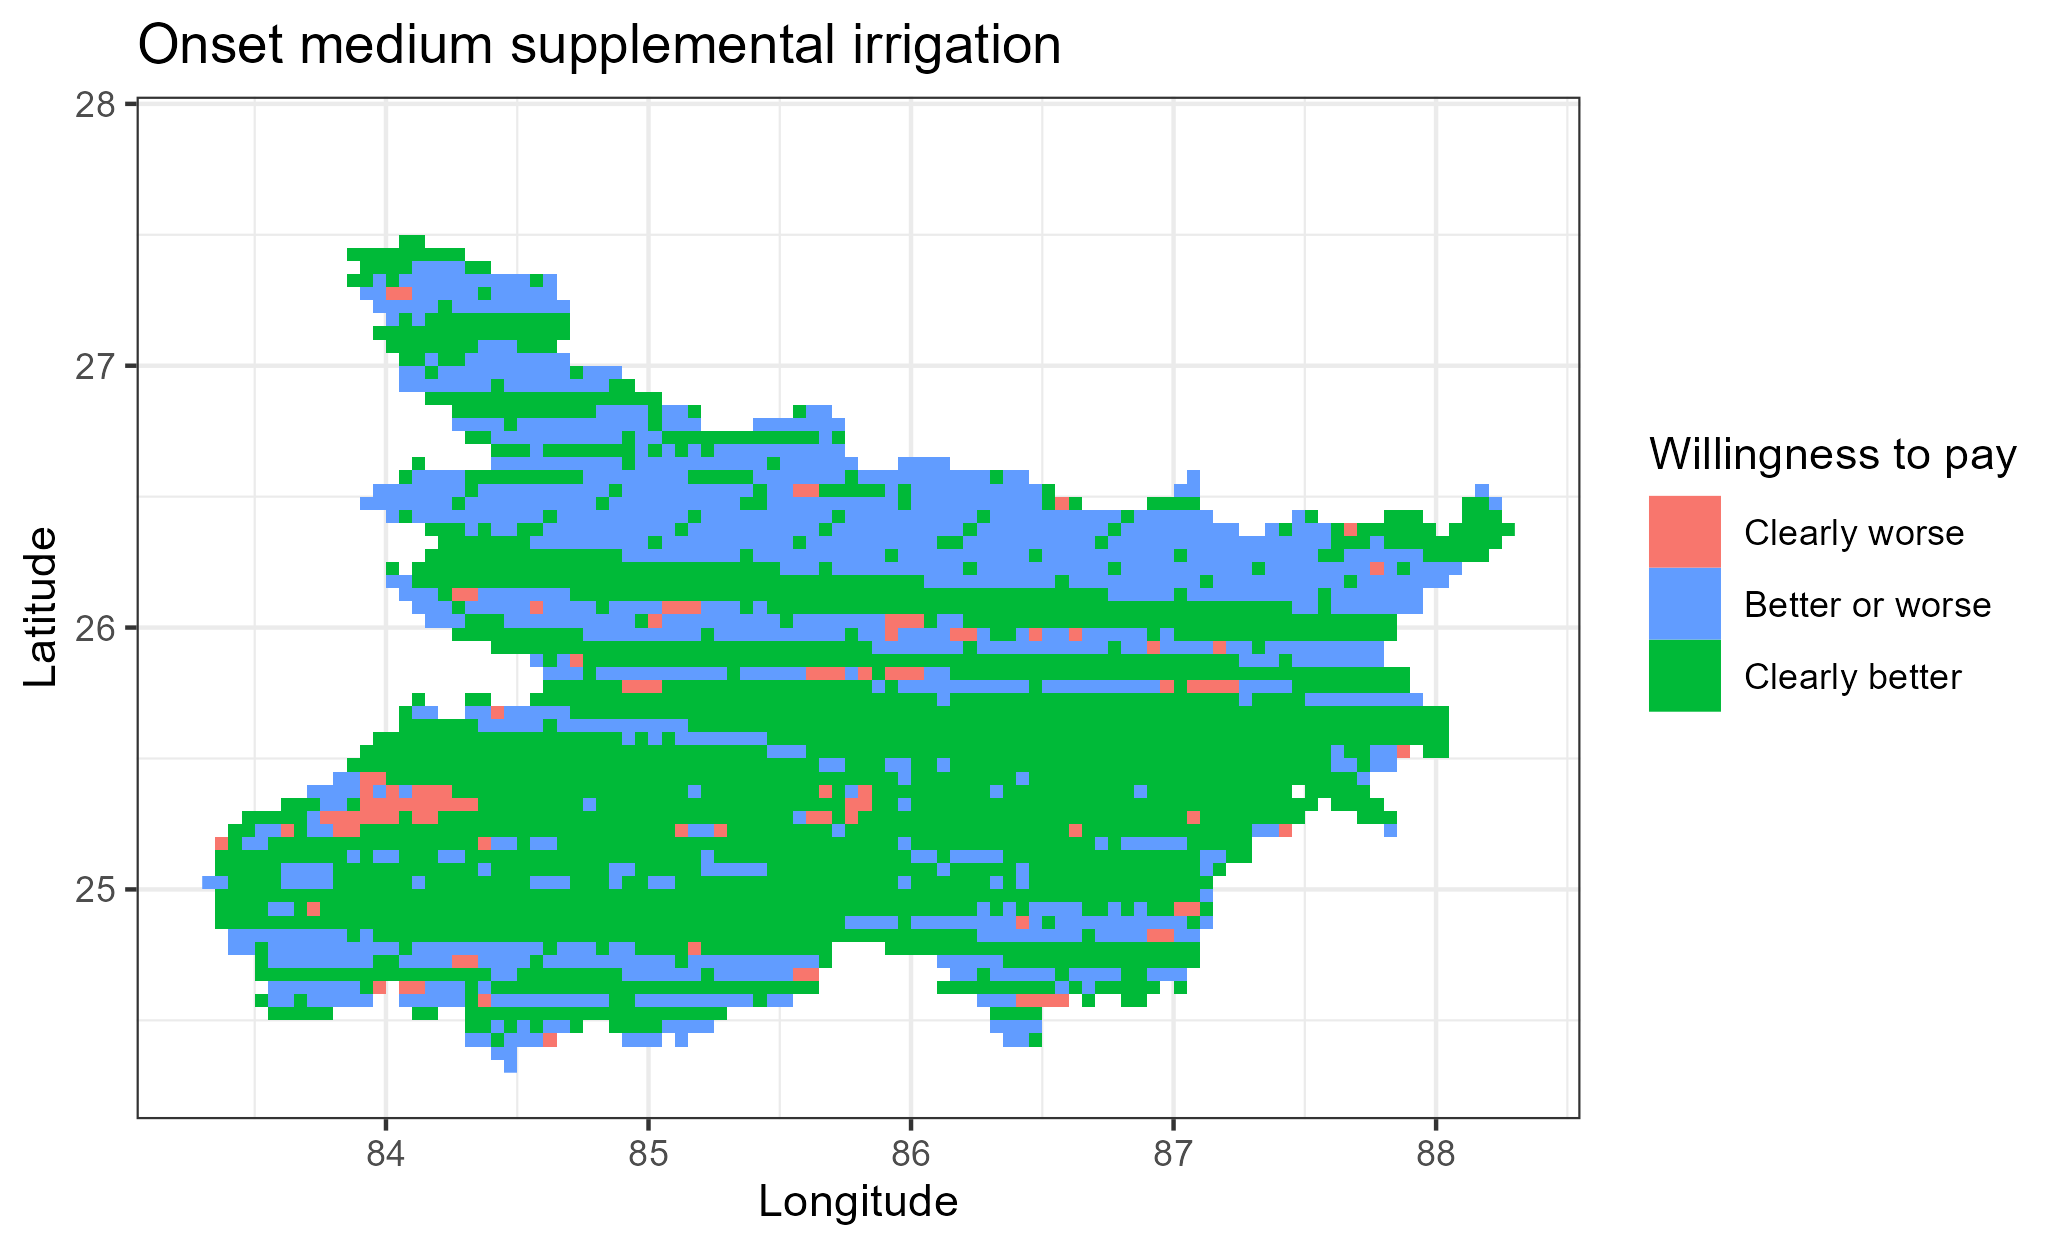 Onset medium supplemental irrigation
28
27
26
25
Latitude
84 85 86 87 88
Longitude
Willingness to pay
Clearly worse
Better or worse
Clearly better